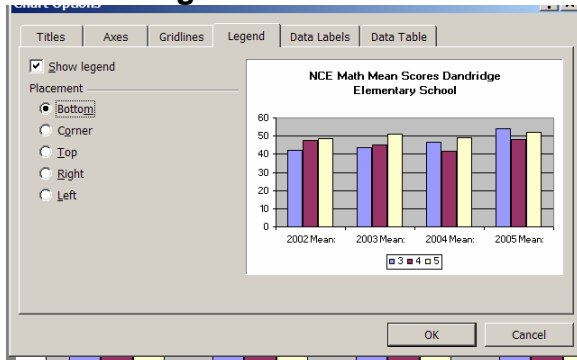 Chart Options
Titles Axes Gridlines Legend Data Labels Data Table
Show legend
Placement
Bottom
Corner
Top
Right
Left
NCE Math Mean Scores Dandridge
Elementary School
60
50
40
30
20
10
0
2002 Mean: 2003 Mean: 2004 Mean: 2005 Mean:
3 4 5
OK Cancel